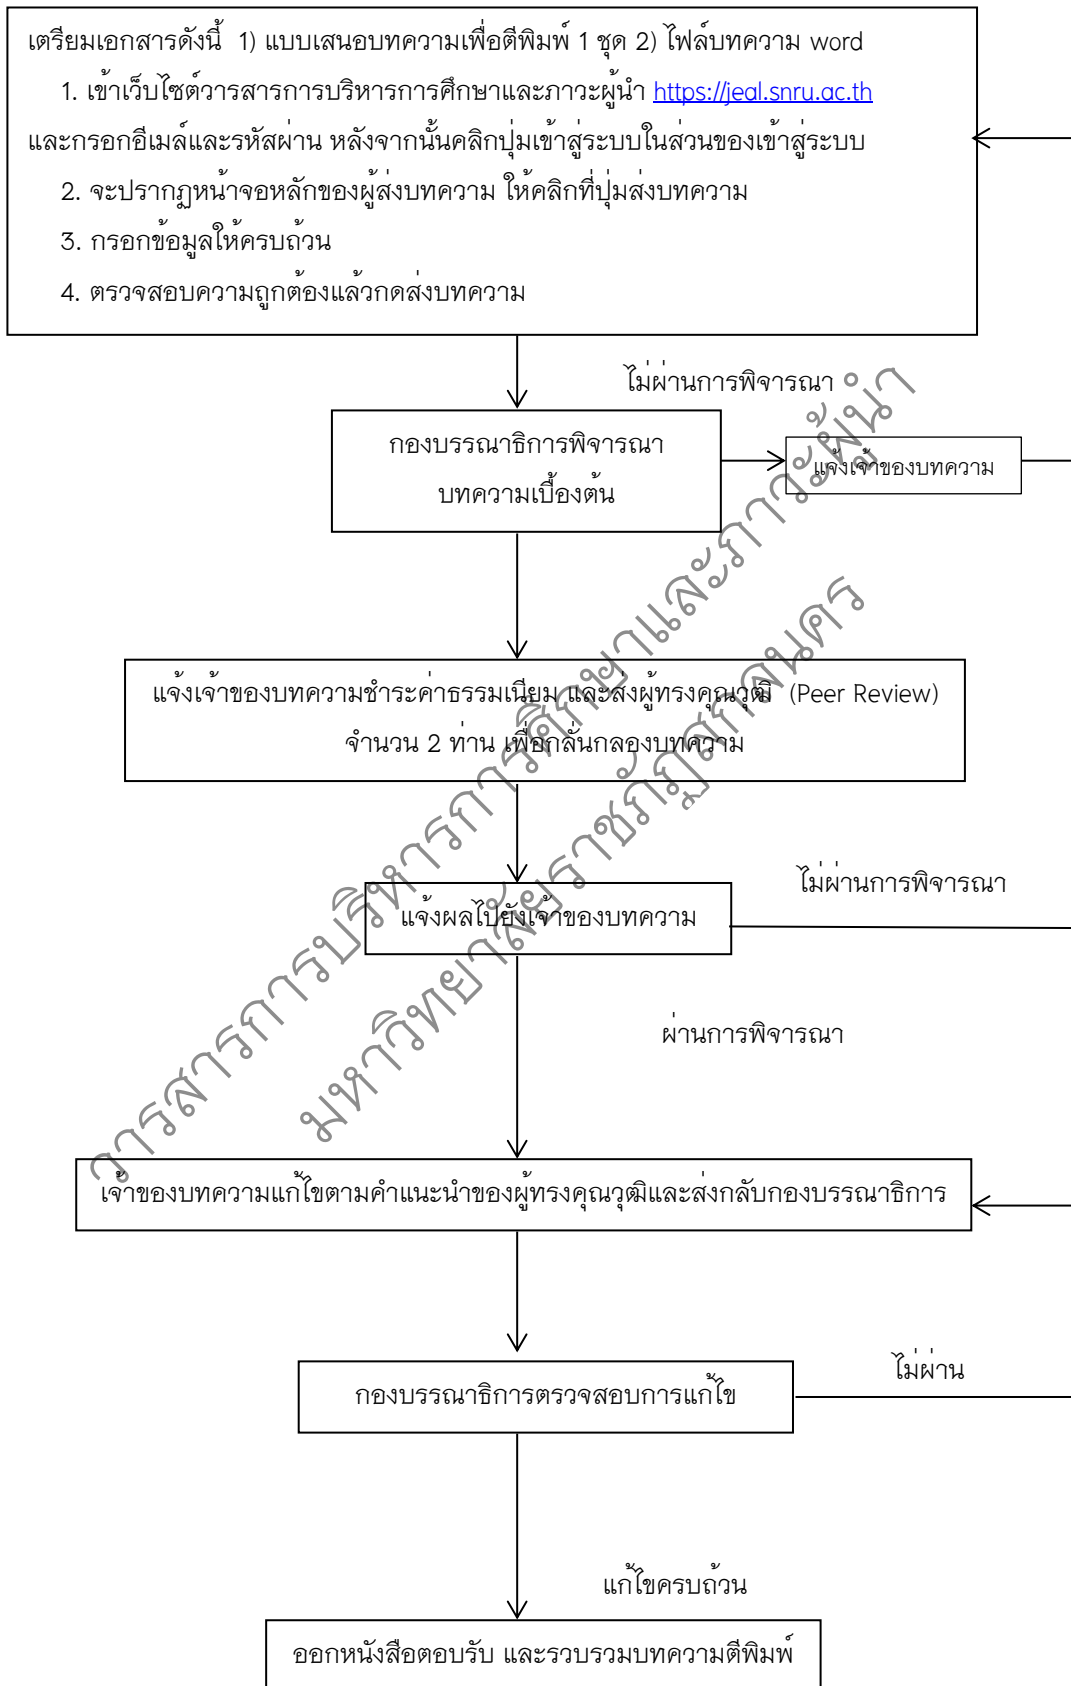 เตรียมเอกสารดังนี้ 1) แบบเสนอบทความเพื่อตีพิมพ์ 1 ชุด 2) ไฟล์บทความ word
1. เข้าเว็บไซต์วารสารการบริหารการศึกษาและภาวะผู้นำ https://jeal.snru.ac.th
และกรอกอีเมล์และรหัสผ่าน หลังจากนั้นคลิกปุ่มเข้าสู่ระบบในส่วนของเข้าสู่ระบบ
2. จะปรากฏหน้าจอหลักของผู้ส่งบทความ ให้คลิกที่ปุ่มส่งบทความ
3. กรอกข้อมูลให้ครบถ้วน
4. ตรวจสอบความถูกต้องแล้วกดส่งบทความ
ไม่ผ่านการพิจารณา
กองบรรณาธิการพิจารณา
บทความเบื้องต้น
แจ้งเจ้าของบทความ
แจ้งเจ้าของบทความชำระค่าธรรมเนียม และส่งผู้ทรงคุณวุฒิ (Peer Review)
จำนวน 2 ท่าน เพื่อกลั่นกลองบทความ
ไม่ผ่านการพิจารณา
แจ้งผลไปยังเจ้าของบทความ
ผ่านการพิจารณา
เจ้าของบทความแก้ไขตามคำแนะนำของผู้ทรงคุณวุฒิและส่งกลับกองบรรณาธิการ
ไม่ผ่าน
กองบรรณาธิการตรวจสอบการแก้ไข
แก้ไขครบถ้วน
ออกหนังสือตอบรับ และรวบรวมบทความตีพิมพ์
วารสารการบริหารการศึกษาและภาวะผู้นำ
มหาวิทยาลัยราชภัฏสกลนคร